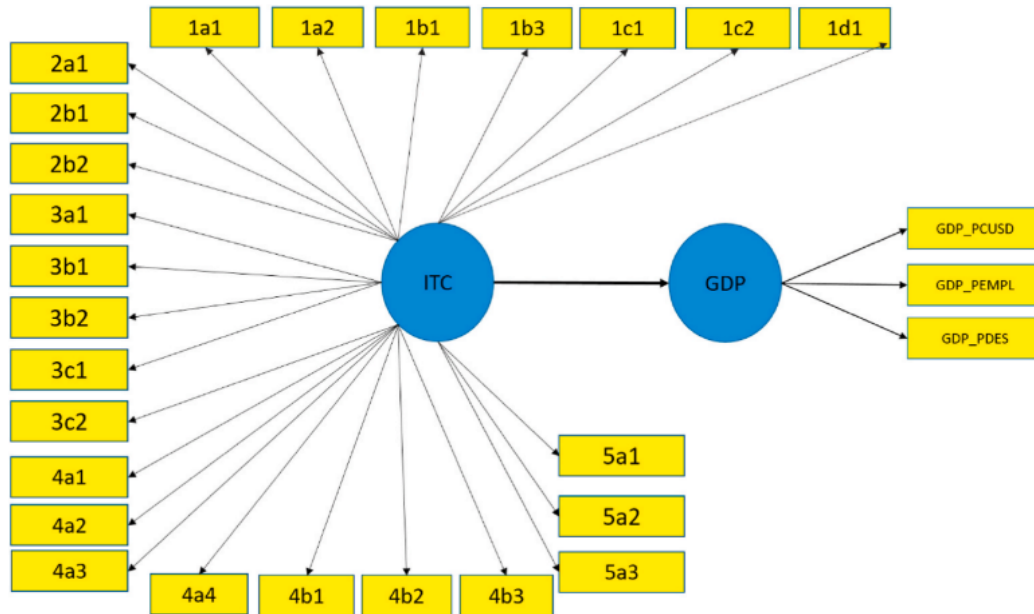 1a1
1a2
1b1
1b3
1c1
1c2
1d1
2a1
2b1
2b2
3a1
3b1
3b2
3c1
3c2
4a1
4a2
4a3
4a4
4b1
4b2
4b3
5a1
5a2
5a3
ITC
GDP
GDP_PCUSD
GDP_PEMPL
GDP_PDES